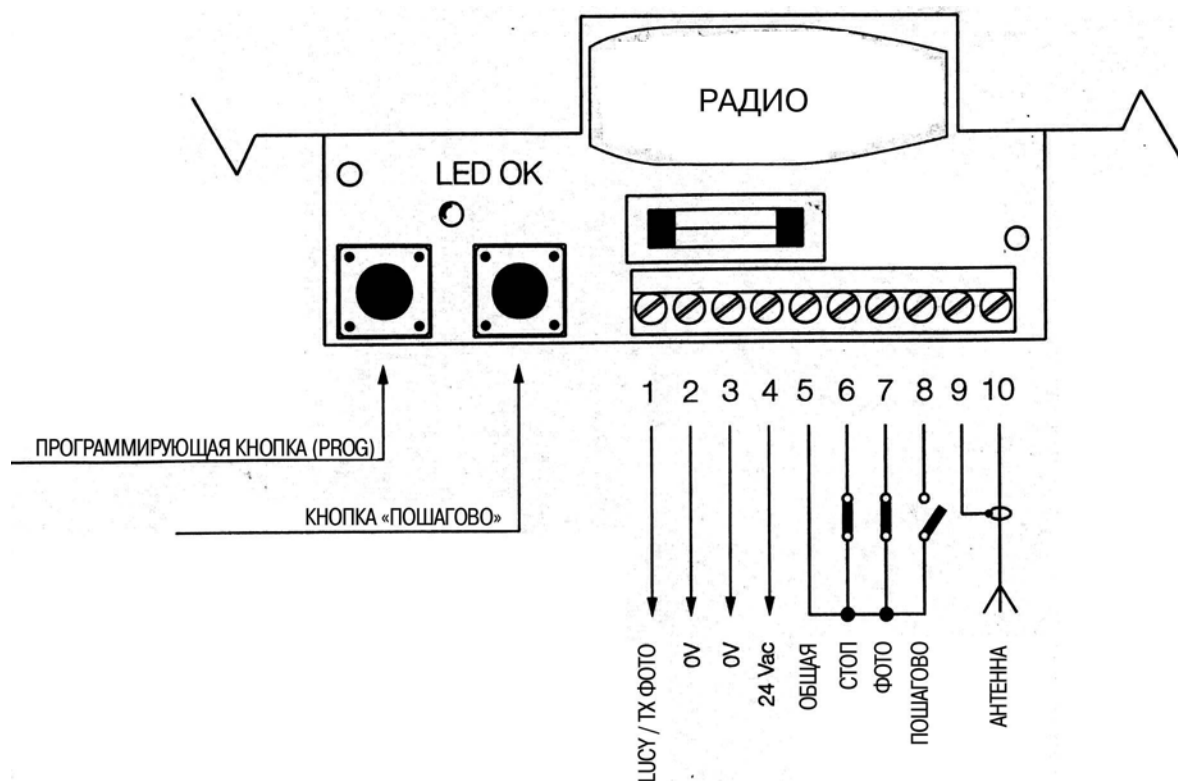 РАДИО
LED OK
1 2 3 4 5 6 7 8 9 10
ПРОГРАММИРУЮЩАЯ КНОПКА (PROG)
КНОПКА «ПОШАГОВО»
LUCY / TX ФОТО
0V
0V
24 Vac
ОБЩАЯ
СТОП
ФОТО
ПОШАГОВО
АНТЕННА